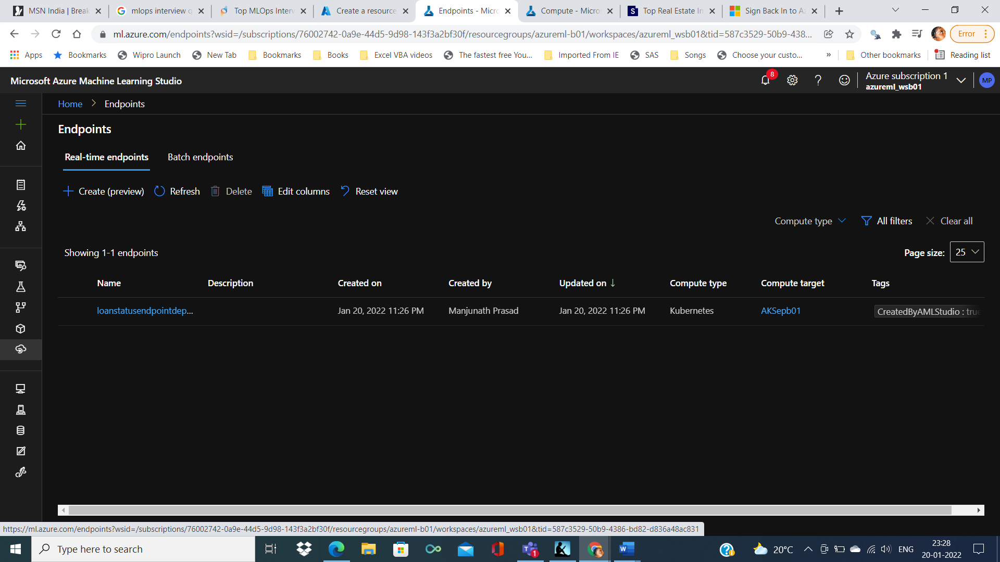 MSN India | Break
mlops interview q
Top MLOps Interv
Create a resource
Endpoints - Micro
Compute - Micros
Top Real Estate In
Sign Back In to Az
ml.azure.com/endpoints?wsid=/subscriptions/76002742-0a9e-44d5-9d98-143f3a2bf30f/resourcegroups/azureml-b01/workspaces/azureml_wsb01&tid=587c3529-50b9-438...
Error
Apps
Bookmarks
Wipro Launch
New Tab
Bookmarks
Books
Excel VBA videos
The fastest free You...
Imported From IE
SAS
Songs
Choose your custo...
»
Other bookmarks
Reading list
Microsoft Azure Machine Learning Studio
8
Azure subscription 1
azureml_wsb01
MP
Home > Endpoints
Endpoints
Real-time endpoints
Batch endpoints
Create (preview)
Refresh
Delete
Edit columns
Reset view
Compute type
All filters
Clear all
Showing 1-1 endpoints
Page size: 25
Name Description Created on Created by Updated on ↓ Compute type Compute target Tags
loanstatusendpointdep... Jan 20, 2022 11:26 PM Manjunath Prasad Jan 20, 2022 11:26 PM Kubernetes AKSepb01 CreatedByAMLStudio : true
https://ml.azure.com/endpoints?wsid=/subscriptions/76002742-0a9e-44d5-9d98-143f3a2bf30f/resourcegroups/azureml-b01/workspaces/azureml_wsb01&tid=587c3529-50b9-4386-bd82-d836a48ac831
Type here to search
1
20°C
ENG
23:28
20-01-2022